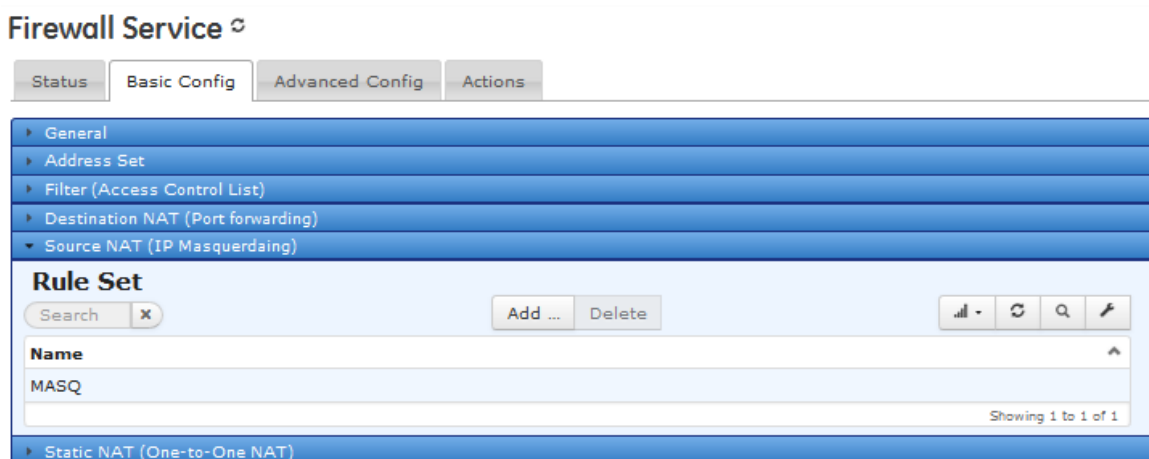 Firewall Service
Status Basic Config Advanced Config Actions
General
Address Set
Filter (Access Control List)
Destination NAT (Port forwarding)
Source NAT (IP Masquerdaing)
Rule Set
Search Add ... Delete
Name
MASQ
Showing 1 to 1 of 1
Static NAT (One-to-One NAT)